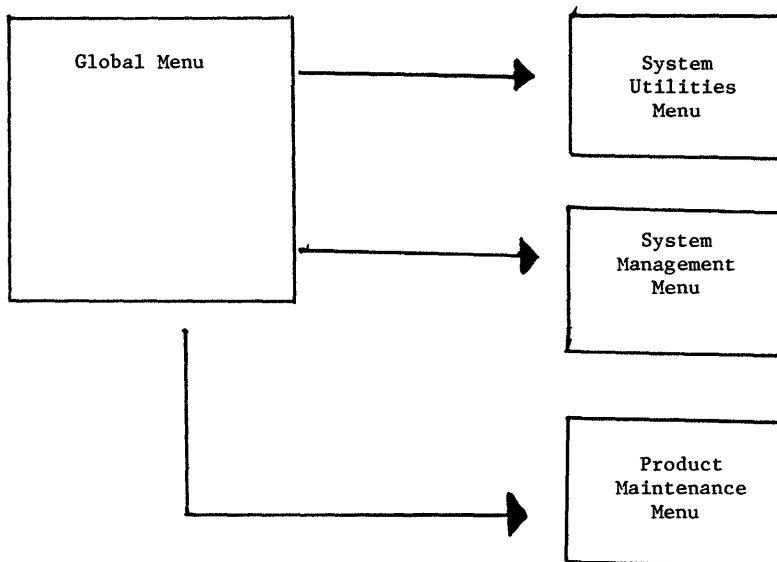 Global Menu
System
Utilities
Menu
System
Management
Menu
Product
Maintenance
Menu